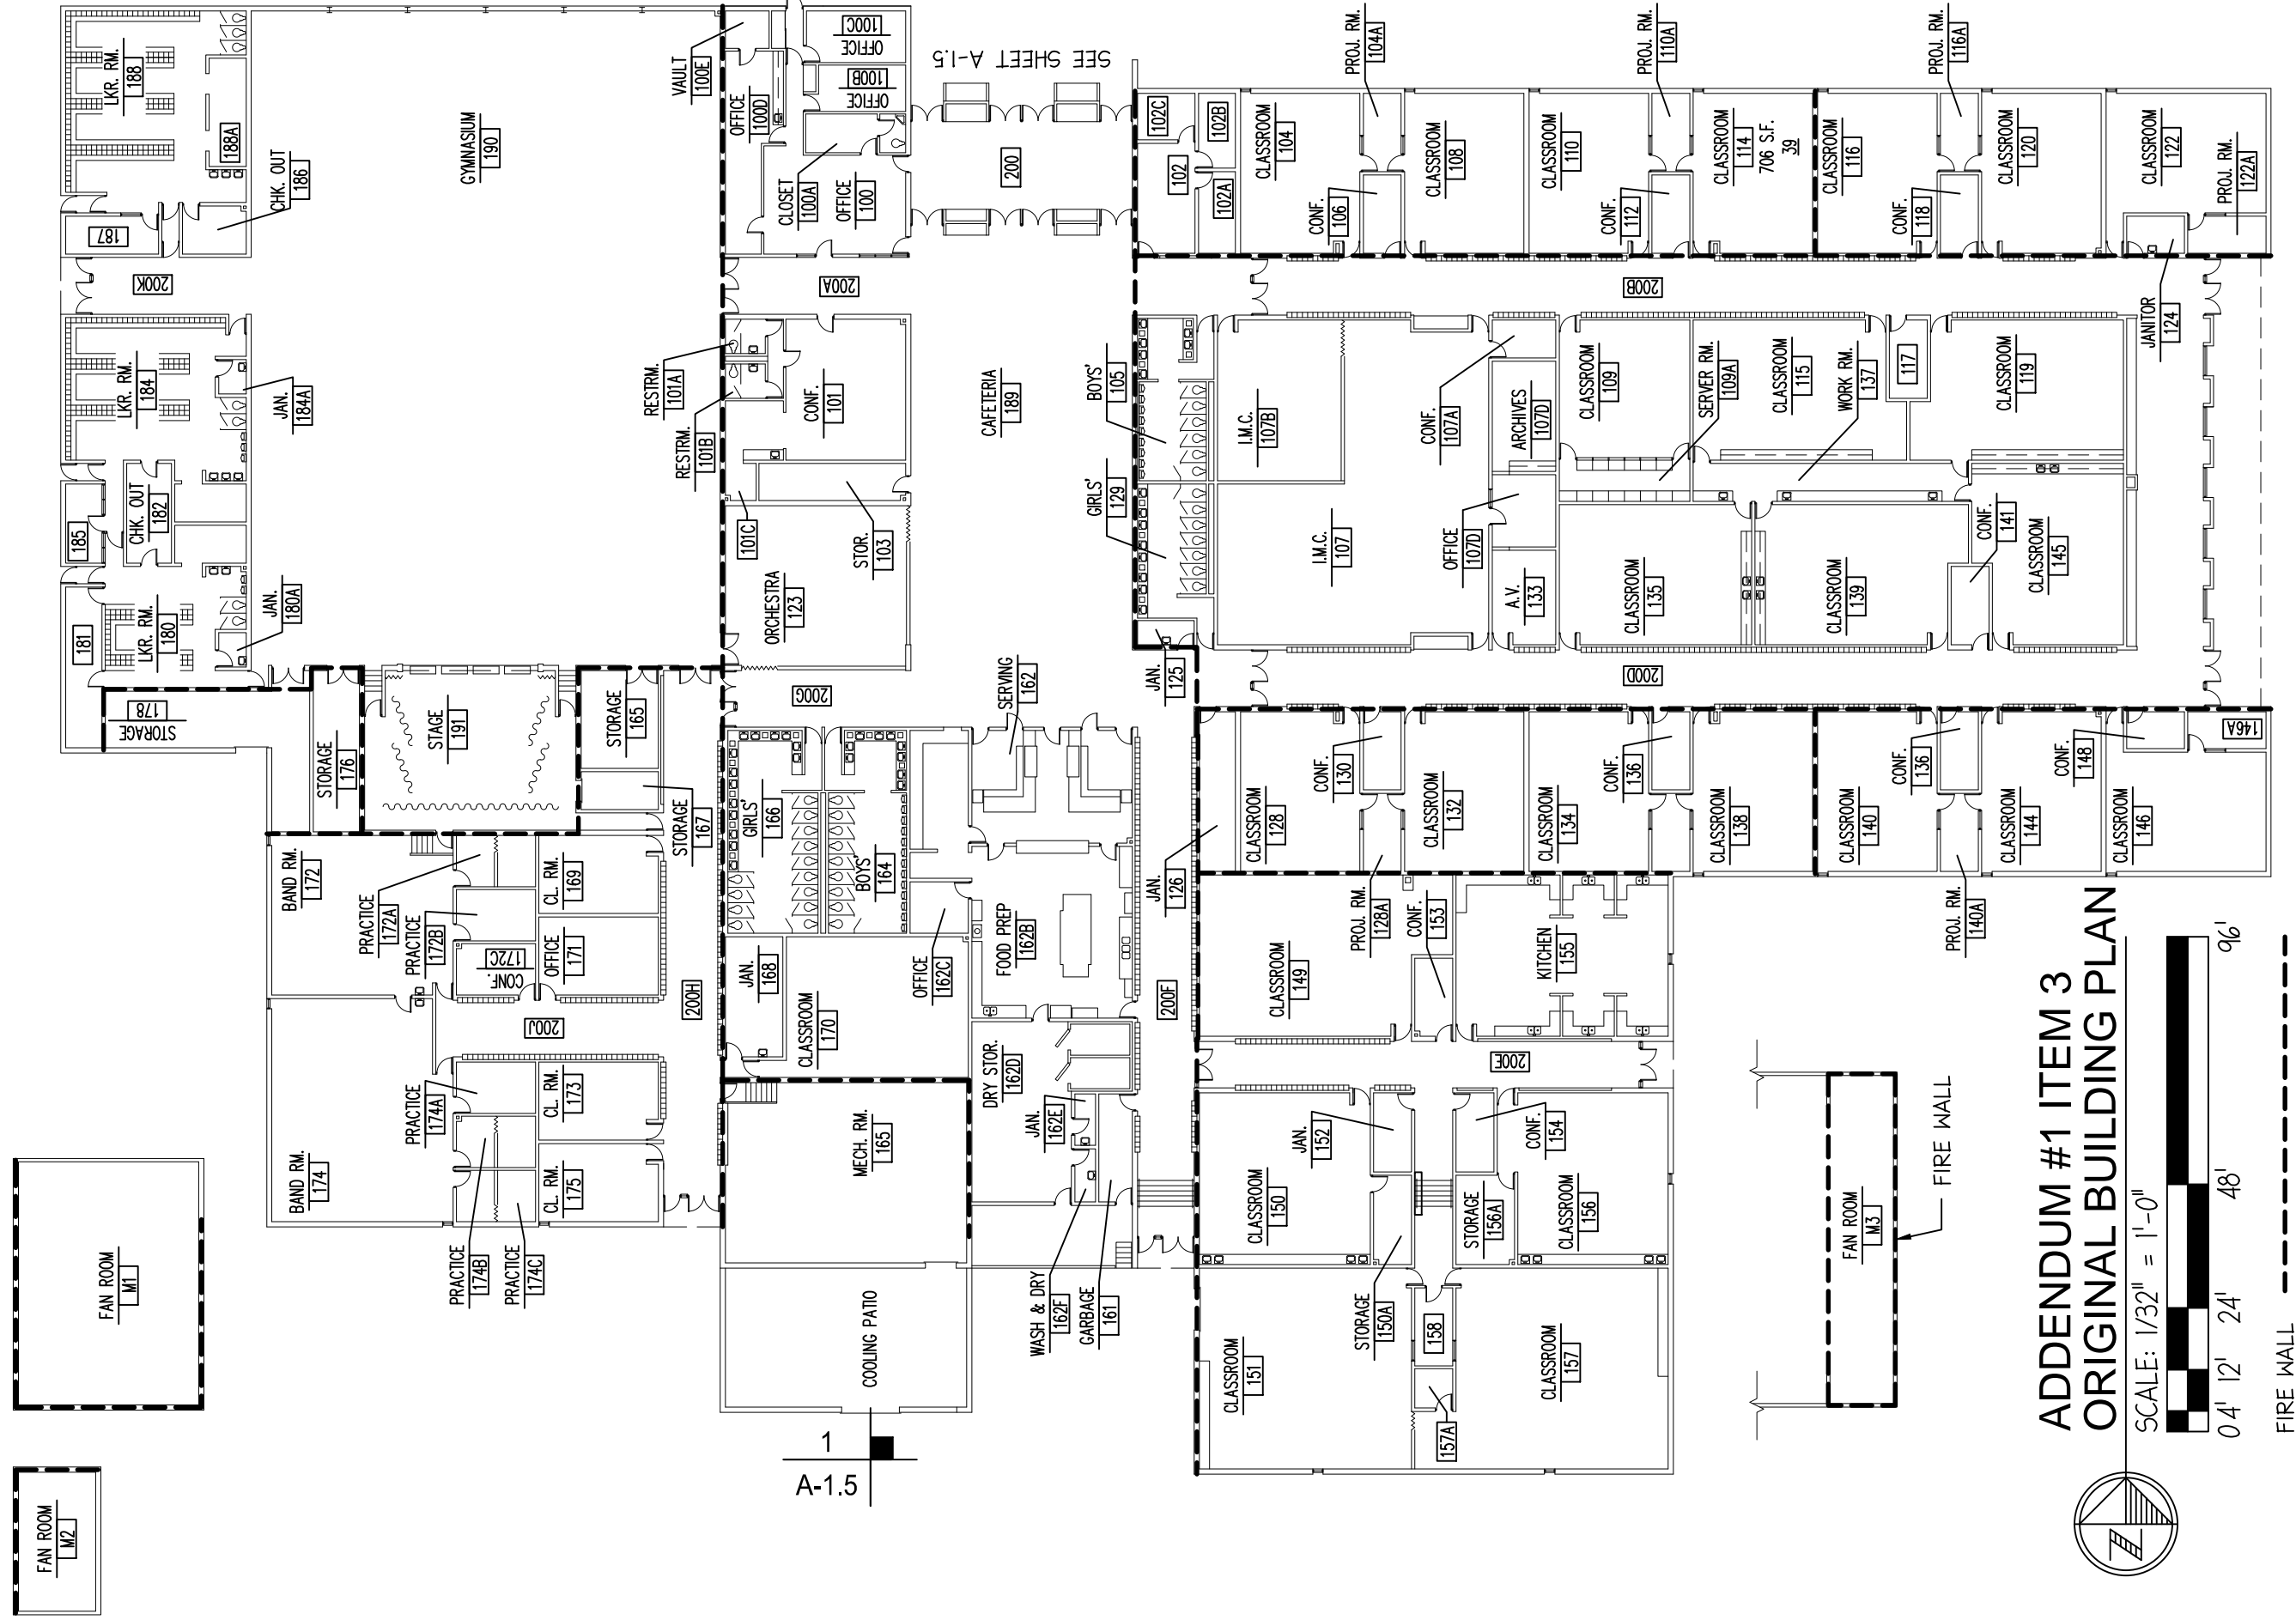 LKR. RM.
188
188A
CHK. OUT
186
187
200K
GYMNASIUM
190
LKR. RM.
184
JAN.
184A
CHK. OUT
182
185
181
LKR. RM.
180
JAN.
180A
STORAGE
178
STORAGE
176
STAGE
191
STORAGE
165
STORAGE
167
VAULT
100E
OFFICE
100D
OFFICE
100C
OFFICE
100B
CLOSET
100A
OFFICE
100
200
SEE SHEET A-1.5
200A
RESTRM.
101A
RESTRM.
101B
CONF.
101
101C
STOR.
103
ORCHESTRA
123
CAFETERIA
189
200G
SERVING
162
GIRLS'
166
BOYS'
164
FOOD PREP
162B
OFFICE
162C
JAN.
168
CLASSROOM
170
DRY STOR.
162D
JAN.
162E
WASH & DRY
162F
GARBAGE
161
MECH. RM.
165
COOLING PATIO
BAND RM.
172
PRACTICE
172A
PRACTICE
172B
CONF.
172C
CL. RM.
169
OFFICE
171
200H
200J
BAND RM.
174
PRACTICE
174A
CL. RM.
173
CL. RM.
175
PRACTICE
174B
PRACTICE
174C
FAN ROOM
M1
FAN ROOM
M2
1
A-1.5
102C
102B
102
102A
CLASSROOM
104
PROJ. RM.
104A
CONF.
106
CLASSROOM
108
CLASSROOM
110
PROJ. RM.
110A
CONF.
112
CLASSROOM
114
706 S.F.
39
CLASSROOM
116
PROJ. RM.
116A
CONF.
118
CLASSROOM
120
CLASSROOM
122
PROJ. RM.
122A
JANITOR
124
200B
BOYS'
105
GIRLS'
129
I.M.C.
107B
I.M.C.
107
CONF.
107A
ARCHIVES
107D
OFFICE
107D
A.V.
133
CLASSROOM
109
SERVER RM.
109A
CLASSROOM
115
WORK RM.
137
117
CLASSROOM
119
CLASSROOM
135
CLASSROOM
139
CONF.
141
CLASSROOM
145
JAN.
125
200D
JAN.
126
CLASSROOM
128
CONF.
130
PROJ. RM.
128A
CLASSROOM
132
CLASSROOM
134
CONF.
136
CLASSROOM
138
CLASSROOM
140
CONF.
136
PROJ. RM.
140A
CLASSROOM
144
CONF.
148
CLASSROOM
146
146A
200F
CLASSROOM
149
CONF.
153
KITCHEN
155
200E
CLASSROOM
150
JAN.
152
CONF.
154
STORAGE
156A
CLASSROOM
156
STORAGE
150A
CLASSROOM
151
158
157A
CLASSROOM
157
FAN ROOM
M3
FIRE WALL
ADDENDUM #1 ITEM 3
ORIGINAL BUILDING PLAN
SCALE: 1/32" = 1'-0"
0 4' 12' 24' 48' 96'
FIRE WALL
N